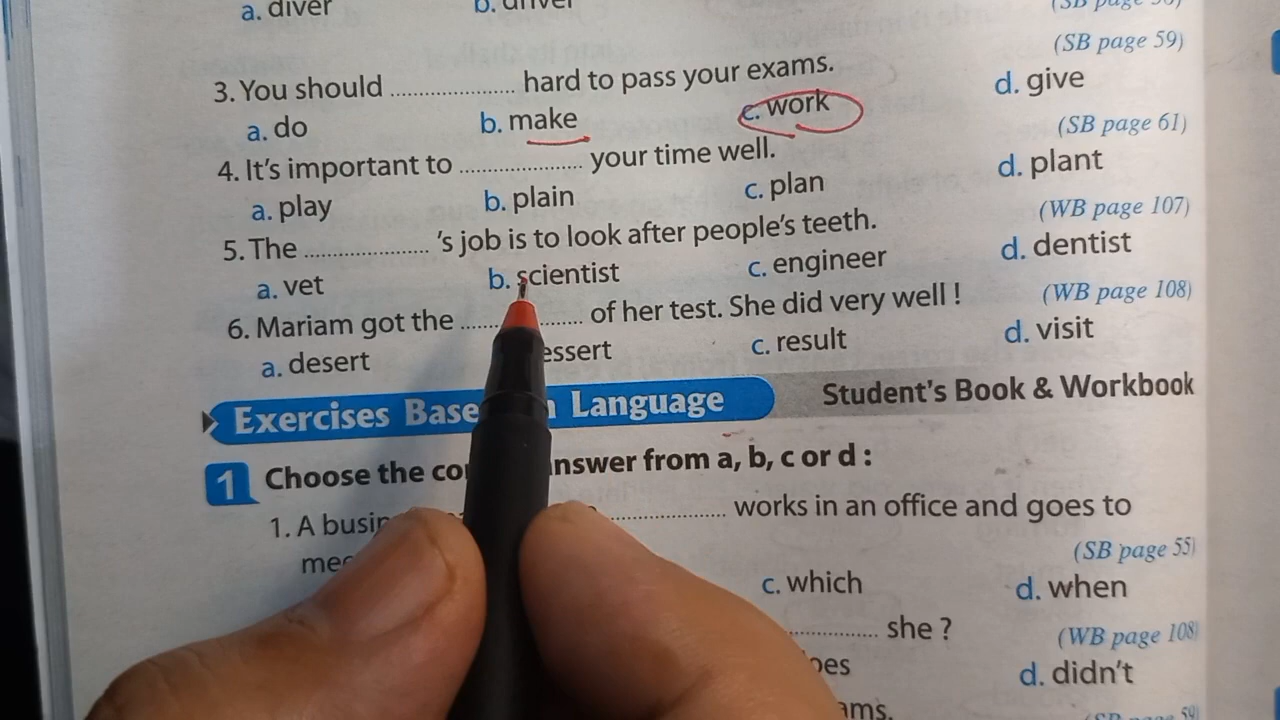 a. diver b. driver
(SB page 59)
3. You should .................... hard to pass your exams.
a. do b. make c. work d. give
(SB page 61)
4. It's important to .................... your time well.
a. play b. plain c. plan d. plant
(WB page 107)
5. The .................... 's job is to look after people's teeth.
a. vet b. scientist c. engineer d. dentist
(WB page 108)
6. Mariam got the .................... of her test. She did very well !
a. desert essert c. result d. visit
Exercises Base Language Student's Book & Workbook
1 Choose the co nswer from a, b, c or d :
1. A busin .................... works in an office and goes to
mee
(SB page 55)
c. which d. when
.............. she ?
(WB page 108)
oes d. didn't
ams.